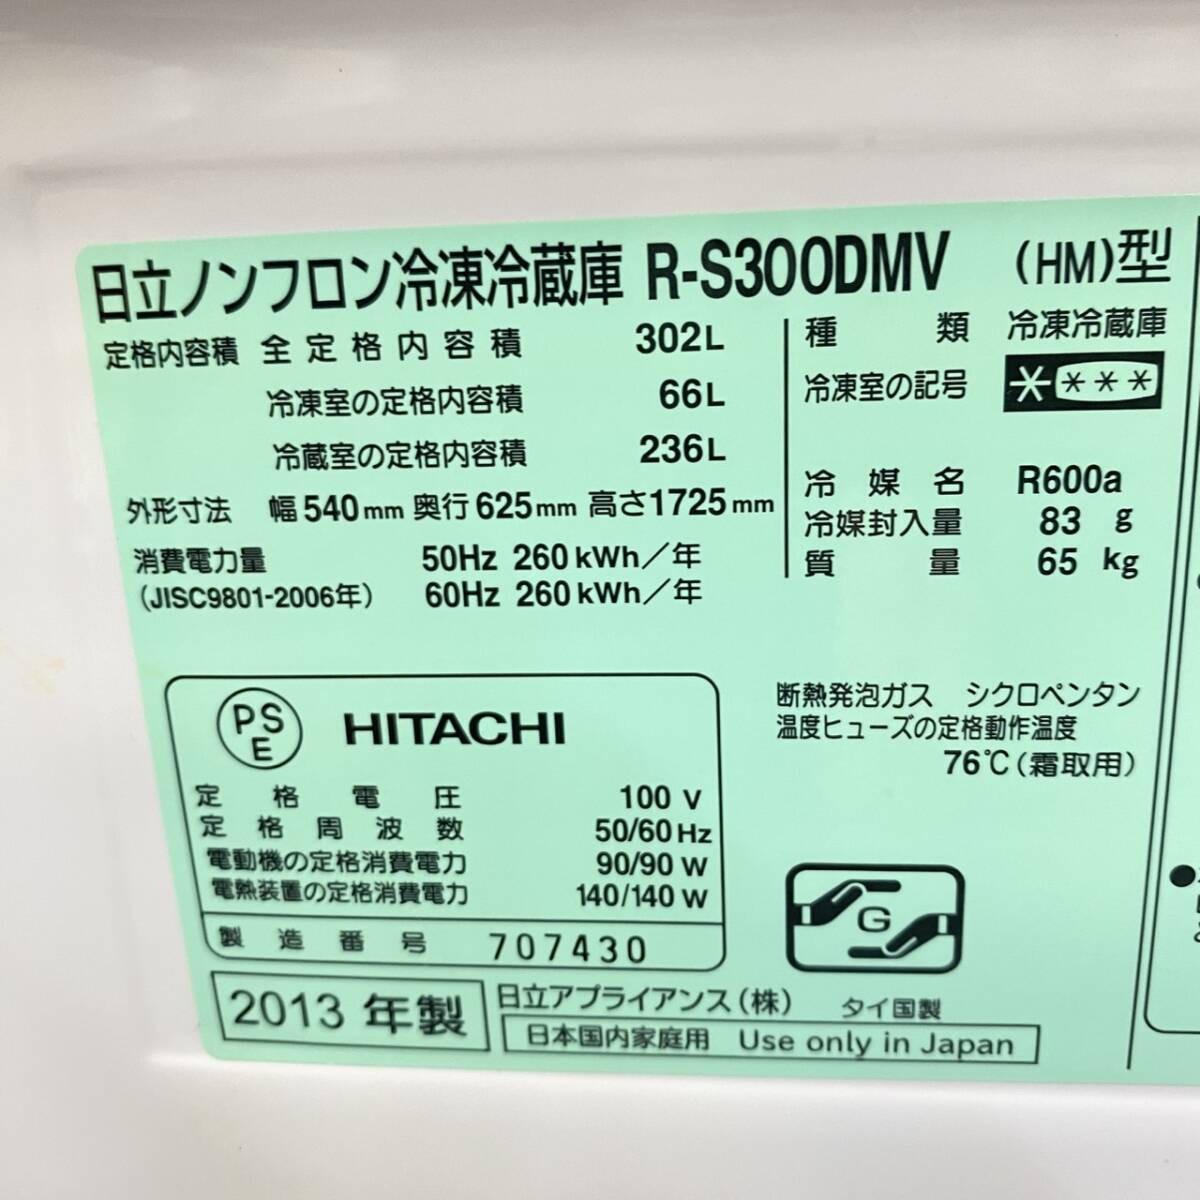 日立ノンフロン冷凍冷蔵庫 R-S300DMV (HM)型
定格内容積 全定格内容積 302L
冷凍室の定格内容積 66L
冷蔵室の定格内容積 236L
外形寸法 幅540mm 奥行625mm 高さ1725mm
消費電力量 50Hz 260kWh/年
(JISC9801-2006年) 60Hz 260kWh/年
種類 冷凍冷蔵庫
冷凍室の記号 * ***
冷媒名 R600a
冷媒封入量 83 g
質量 65 kg
断熱発泡ガス シクロペンタン
温度ヒューズの定格動作温度
76℃(霜取用)
PS
E
HITACHI
定格電圧 100 V
定格周波数 50/60 Hz
電動機の定格消費電力 90/90 W
電熱装置の定格消費電力 140/140 W
製造番号 707430
G
2013 年製
日立アプライアンス(株) タイ国製
日本国内家庭用 Use only in Japan